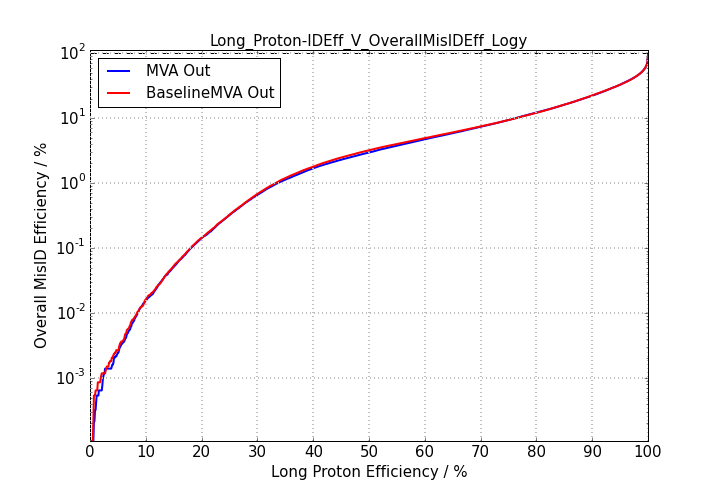 Long_Proton-IDEff_V_OverallMisIDEff_Logy
MVA Out
BaselineMVA Out
Overall MisID Efficiency / %
10^2
10^1
10^0
10^-1
10^-2
10^-3
0 10 20 30 40 50 60 70 80 90 100
Long Proton Efficiency / %